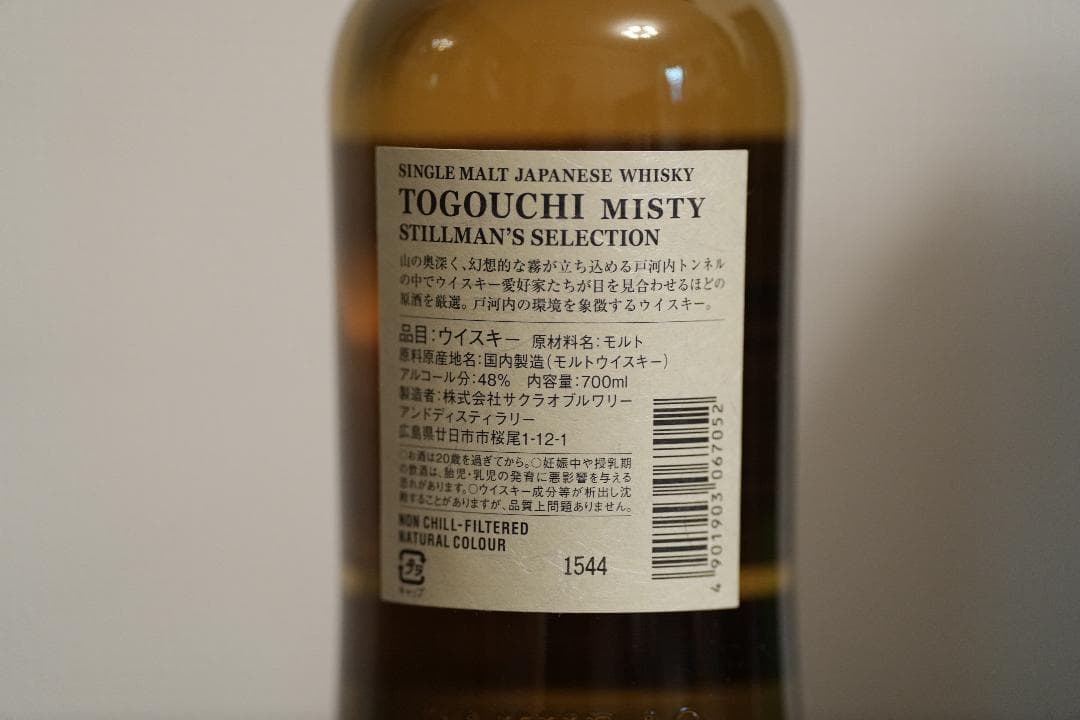 SINGLE MALT JAPANESE WHISKY
TOGOUCHI MISTY
STILLMAN'S SELECTION
山の奥深く、幻想的な霧が立ち込める戸河内トンネル
の中でウイスキー愛好家たちが目を見合わせるほどの
原酒を厳選。戸河内の環境を象徴するウイスキー。
品目:ウイスキー 原材料名:モルト
原料原産地名:国内製造(モルトウイスキー)
アルコール分:48% 内容量:700ml
製造者:株式会社サクラオブルワリー
アンドディスティラリー
広島県廿日市市桜尾1-12-1
○お酒は20歳を過ぎてから。○妊娠中や授乳期
の飲酒は、胎児・乳児の発育に悪影響を与える
恐れがあります。○ウイスキー成分等が析出し沈
殿することがありますが、品質上問題ありません。
NON CHILL-FILTERED
NATURAL COLOUR
プラ
キャップ
1544
4 901903 067052